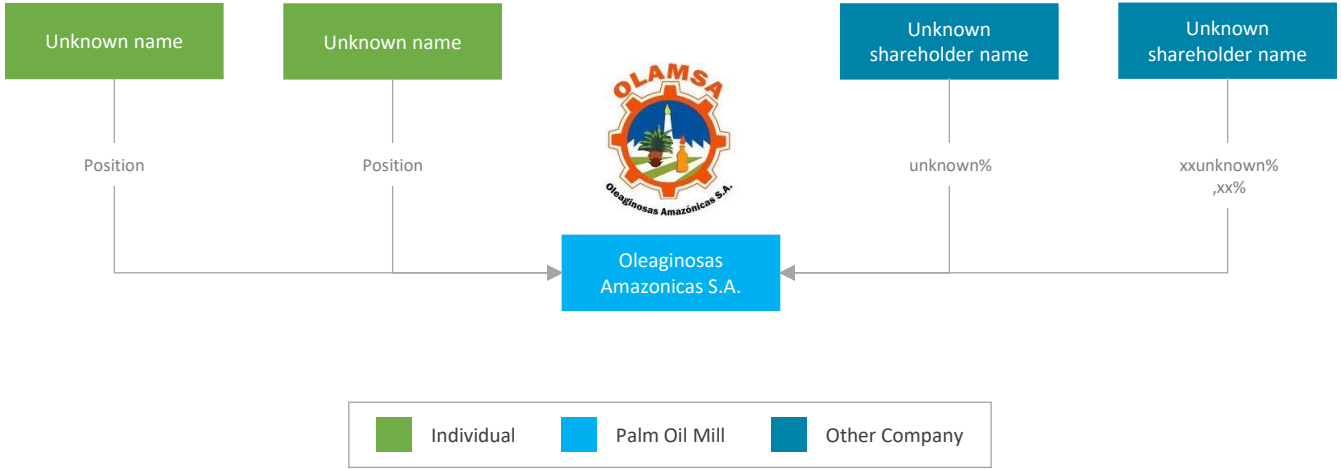 Unknown name
Unknown name
Unknown
shareholder name
Unknown
shareholder name
OLAMSA
Oleaginosas Amazónicas S.A.
Position
Position
unknown%
xxunknown%
,xx%
Oleaginosas
Amazonicas S.A.
Individual
Palm Oil Mill
Other Company